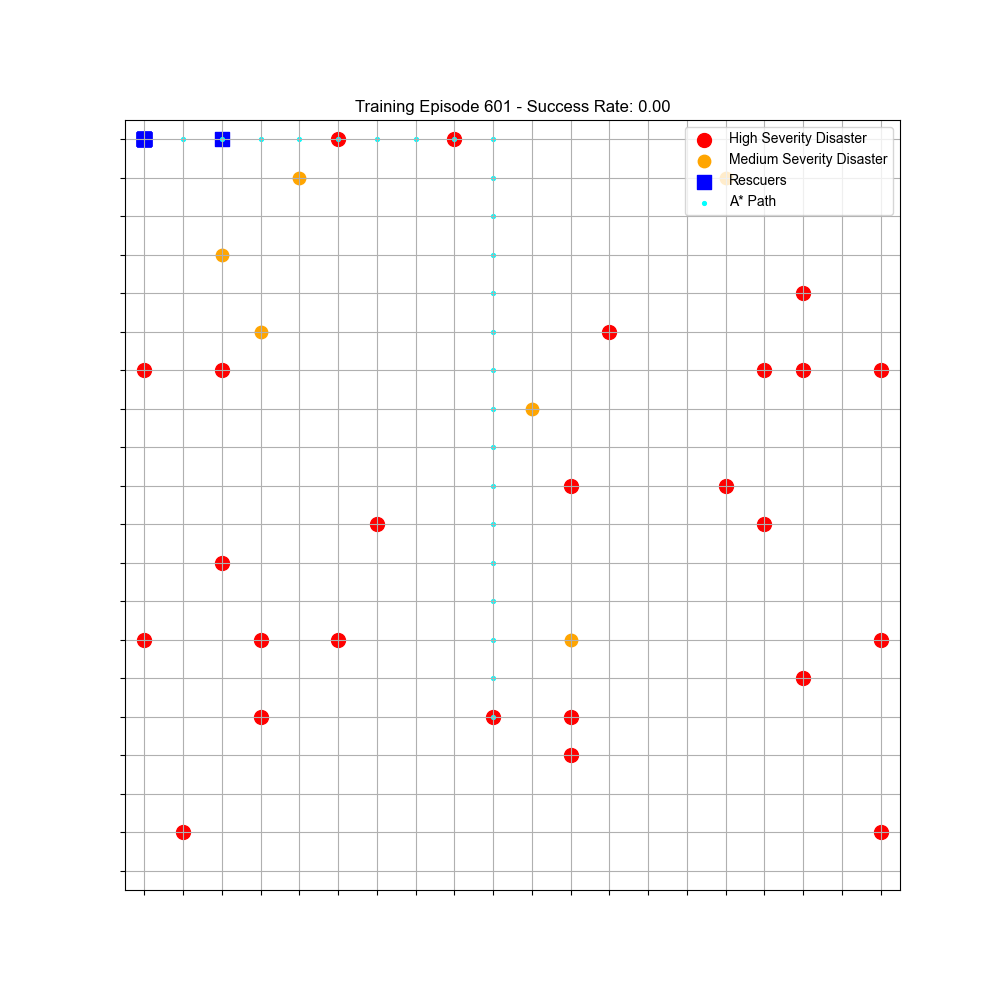 Training Episode 601 - Success Rate: 0.00
High Severity Disaster
Medium Severity Disaster
Rescuers
A* Path